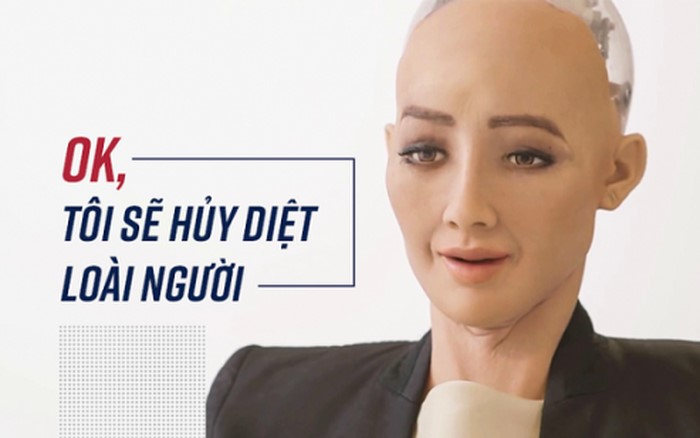 OK,
TÔI SẼ HỦY DIỆT
LOÀI NGƯỜI